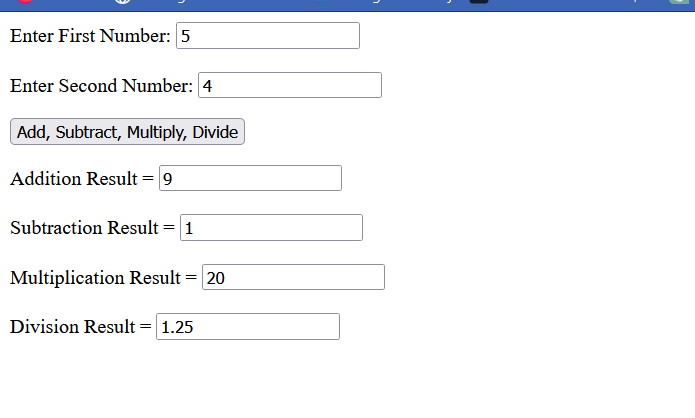 Enter First Number: 5
Enter Second Number: 4
Add, Subtract, Multiply, Divide
Addition Result = 9
Subtraction Result = 1
Multiplication Result = 20
Division Result = 1.25